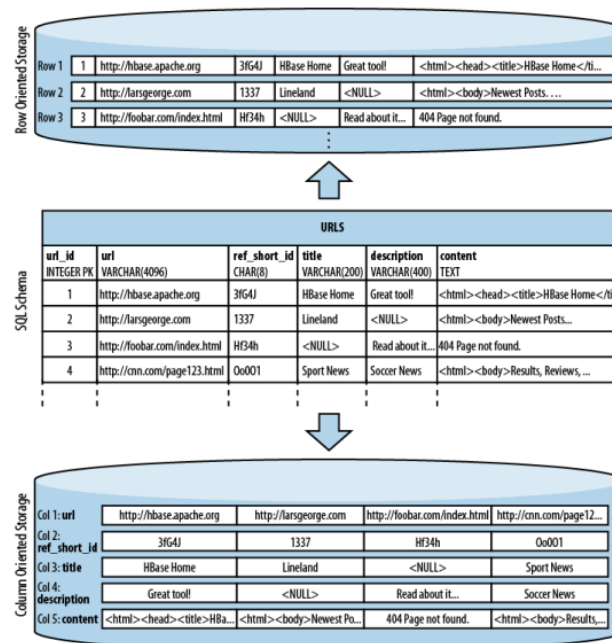 Row Oriented Storage
Row 1 1 http://hbase.apache.org 3fG4J HBase Home Great tool! <html><head><title>HBase Home</ti...
Row 2 2 http://larsgeorge.com 1337 Lineland <NULL> <html><body>Newest Posts. . . .
Row 3 3 http://foobar.com/index.html Hf34h <NULL> Read about it... 404 Page not found.
SQL Schema
URLS
url_id url ref_short_id title description content
INTEGER PK VARCHAR(4096) CHAR(8) VARCHAR(200) VARCHAR(400) TEXT
1 http://hbase.apache.org 3fG4J HBase Home Great tool! <html><head><title>HBase Home</ti
2 http://larsgeorge.com 1337 Lineland <NULL> <html><body>Newest Posts...
3 http://foobar.com/index.html Hf34h <NULL> Read about it... 404 Page not found.
4 http://cnn.com/page123.html Oo0O1 Sport News Soccer News <html><body>Results, Reviews, ...
Column Oriented Storage
Col 1: url http://hbase.apache.org http://larsgeorge.com http://foobar.com/index.html http://cnn.com/page12...
Col 2:
ref_short_id 3fG4J 1337 Hf34h Oo0O1
Col 3: title HBase Home Lineland <NULL> Sport News
Col 4:
description Great tool! <NULL> Read about it... Soccer News
Col 5: content <html><head><title>HBa... <html><body>Newest Po... 404 Page not found. <html><body>Results,...